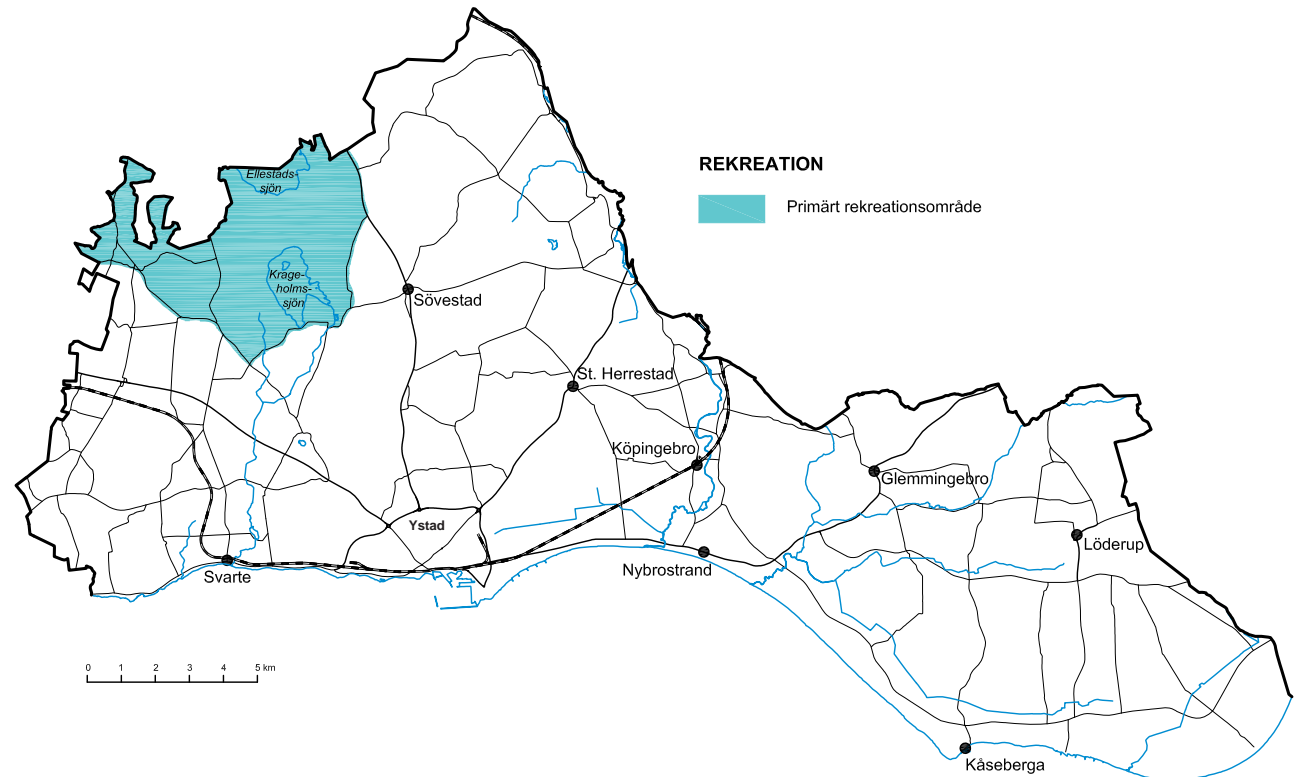 REKREATION
Primärt rekreationsområde
Ellestads-
sjön
Krage-
holms-
sjön
Sövestad
St. Herrestad
Köpingebro
Glemmingebro
Ystad
Löderup
Nybrostrand
Svarte
0 1 2 3 4 5 km
Kåseberga